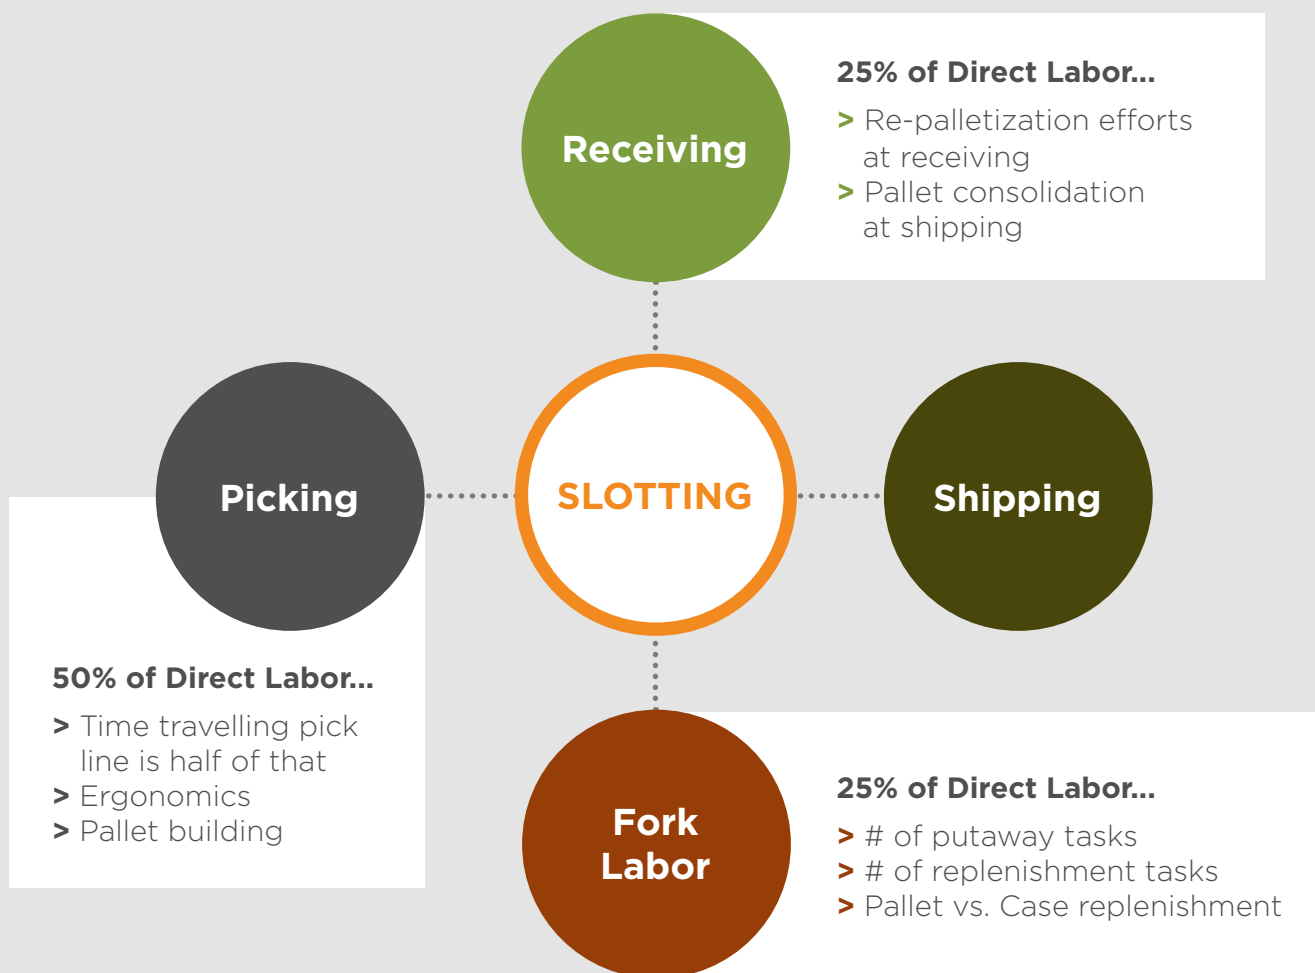 Receiving
25% of Direct Labor...
> Re-palletization efforts
at receiving
> Pallet consolidation
at shipping
Picking
SLOTTING
Shipping
50% of Direct Labor...
> Time travelling pick
line is half of that
> Ergonomics
> Pallet building
Fork
Labor
25% of Direct Labor...
> # of putaway tasks
> # of replenishment tasks
> Pallet vs. Case replenishment